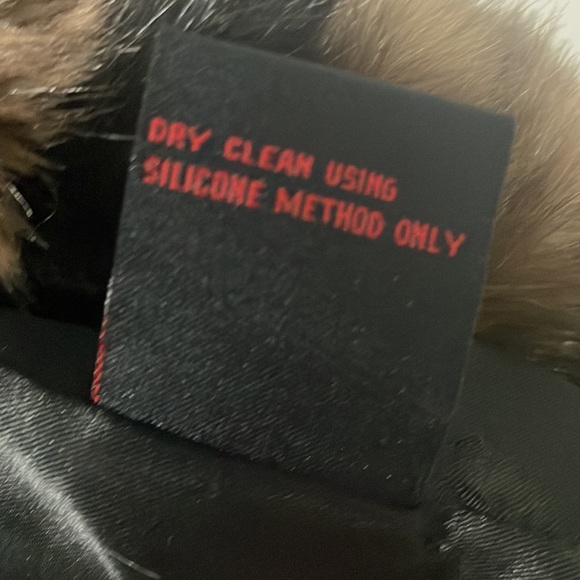 DRY CLEAN USING
SILICONE METHOD ONLY